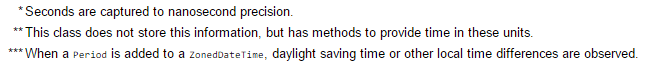 * Seconds are captured to nanosecond precision.
** This class does not store this information, but has methods to provide time in these units.
*** When a Period is added to a ZonedDateTime, daylight saving time or other local time differences are observed.